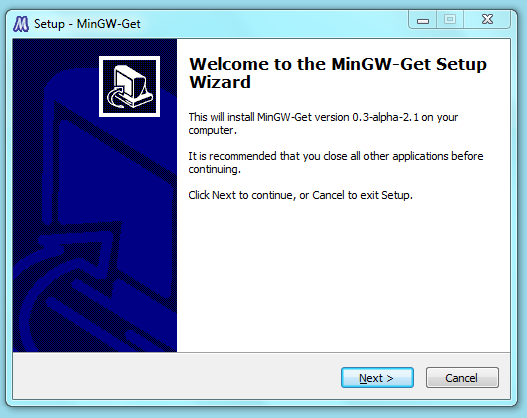 Setup - MinGW-Get
Welcome to the MinGW-Get Setup
Wizard
This will install MinGW-Get version 0.3-alpha-2.1 on your
computer.
It is recommended that you close all other applications before
continuing.
Click Next to continue, or Cancel to exit Setup.
Next >
Cancel